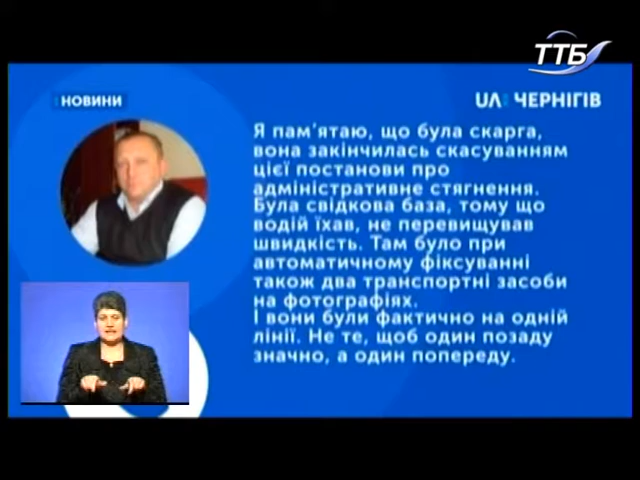 ТТБ
НОВИНИ
UA: ЧЕРНІГІВ
Я пам'ятаю, що була скарга,
вона закінчилась скасуванням
цієї постанови про
адміністративне стягнення.
Була свідкова база, тому що
водій їхав, не перевищував
швидкість. Там було при
автоматичному фіксуванні
також два транспортні засоби
на фотографіях.
І вони були фактично на одній
лінії. Не те, щоб один позаду
значно, а один попереду.